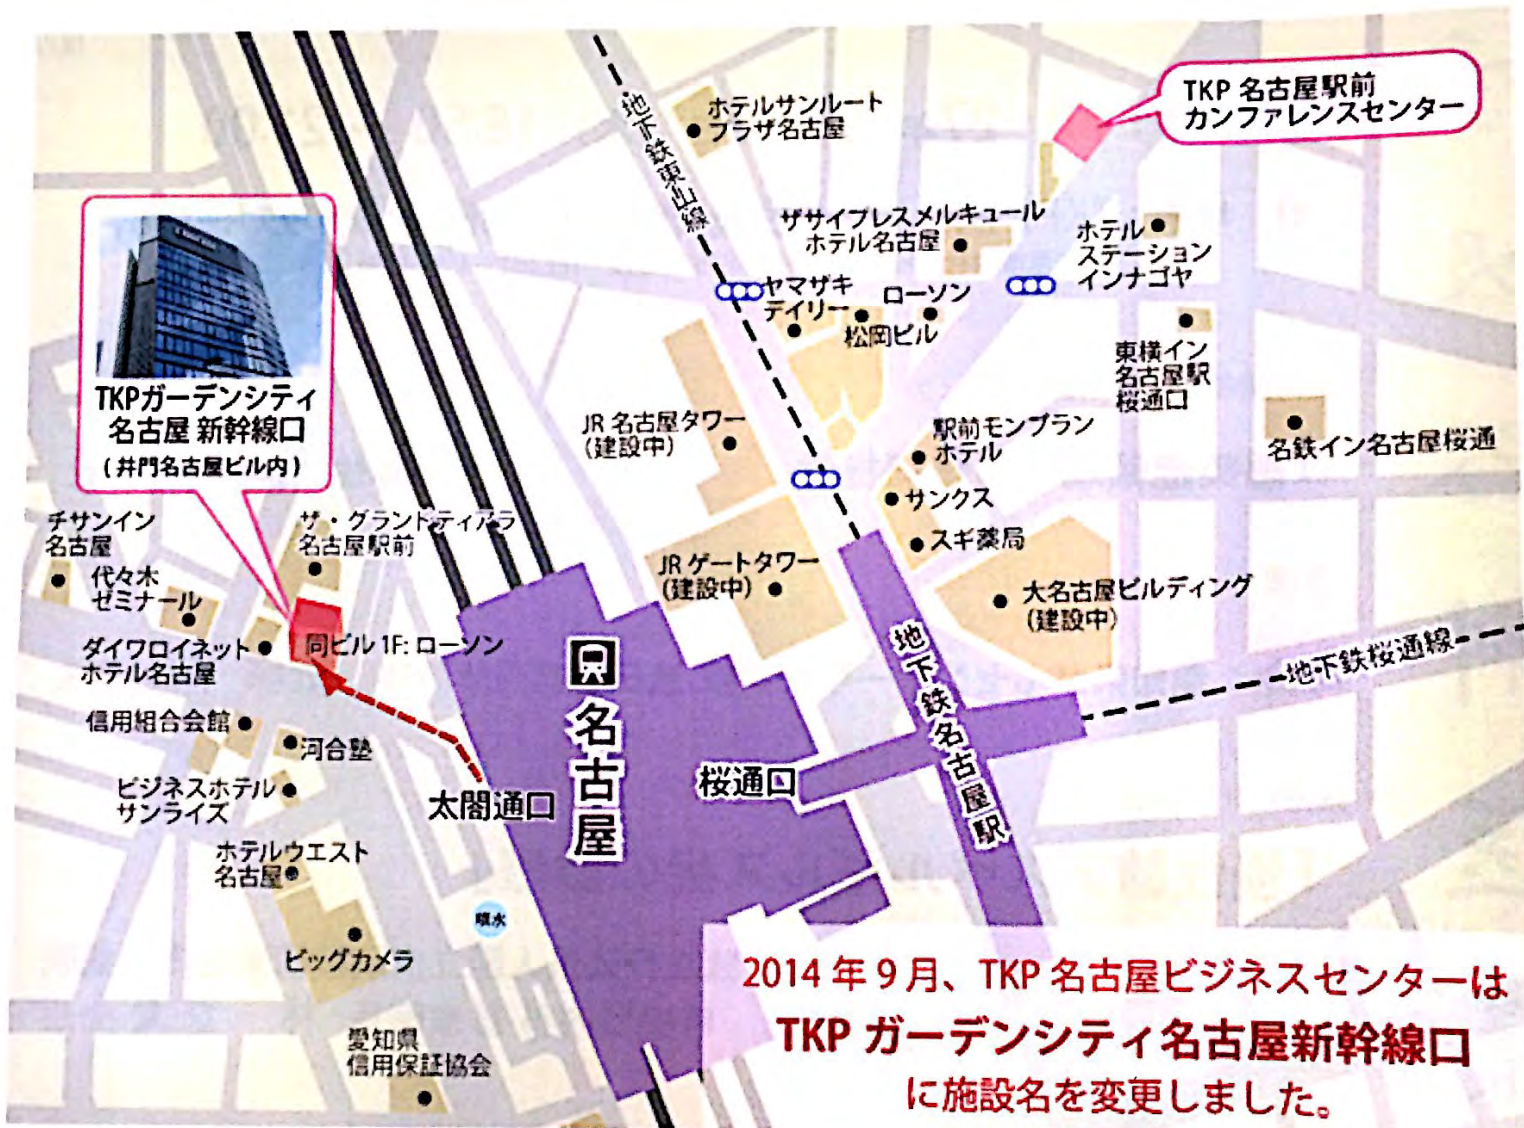 地下鉄東山線
ホテルサンルート
プラザ名古屋
TKP 名古屋駅前
カンファレンスセンター
ザサイプレスメルキュール
ホテル名古屋
ホテル
ステーション
インナゴヤ
ヤマザキ
デイリー
ローソン
松岡ビル
東横イン
名古屋駅
桜通口
TKPガーデンシティ
名古屋 新幹線口
(井門名古屋ビル内)
JR 名古屋タワー
(建設中)
駅前モンブラン
ホテル
名鉄イン名古屋桜通
サンクス
スギ薬局
チサンイン
名古屋
ザ・グランドティアラ
名古屋駅前
代々木
ゼミナール
JR ゲートタワー
(建設中)
大名古屋ビルディング
(建設中)
ダイワロイネット
ホテル名古屋
同ビル 1F: ローソン
地下鉄桜通線
地下鉄名古屋駅
名古屋
信用組合会館
河合塾
桜通口
太閤通口
ビジネスホテル
サンライズ
ホテルウエスト
名古屋
噴水
ビッグカメラ
愛知県
信用保証協会
2014 年 9 月、TKP 名古屋ビジネスセンターは
TKP ガーデンシティ名古屋新幹線口
に施設名を変更しました。